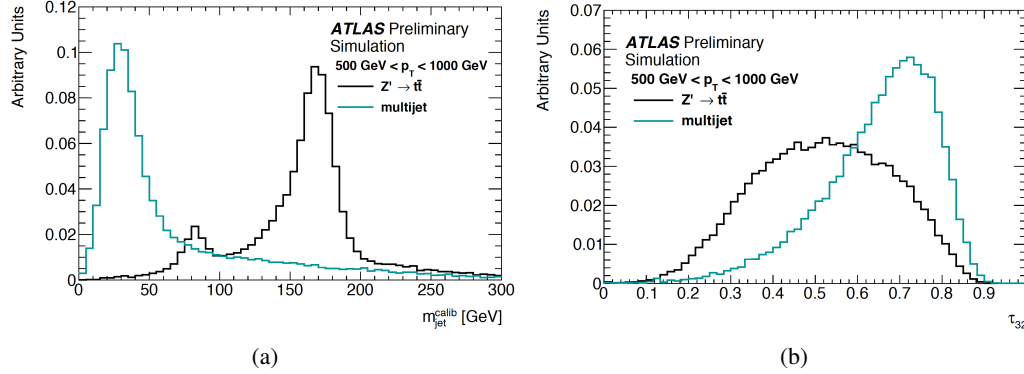 0.12
0.1
0.08
0.06
0.04
0.02
0
Arbitrary Units
ATLAS Preliminary
Simulation
500 GeV < p_T < 1000 GeV
Z' → tt̄
multijet
0 50 100 150 200 250 300
m_jet^calib [GeV]
(a)
0.07
0.06
0.05
0.04
0.03
0.02
0.01
0
Arbitrary Units
ATLAS Preliminary
Simulation
500 GeV < p_T < 1000 GeV
Z' → tt̄
multijet
0 0.1 0.2 0.3 0.4 0.5 0.6 0.7 0.8 0.9
τ_32
(b)